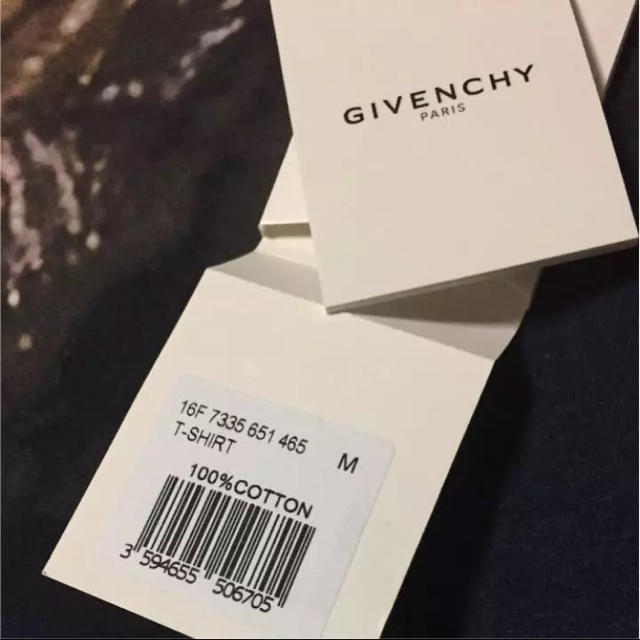 GIVENCHY
PARIS
16F 7335 651 465
T-SHIRT
M
100%COTTON
3 594655 506705